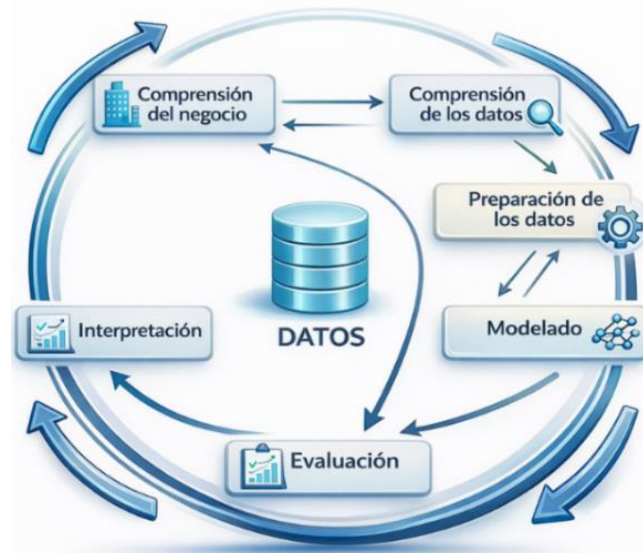 Comprensión
del negocio
Comprensión
de los datos
Preparación de
los datos
Modelado
Evaluación
Interpretación
DATOS